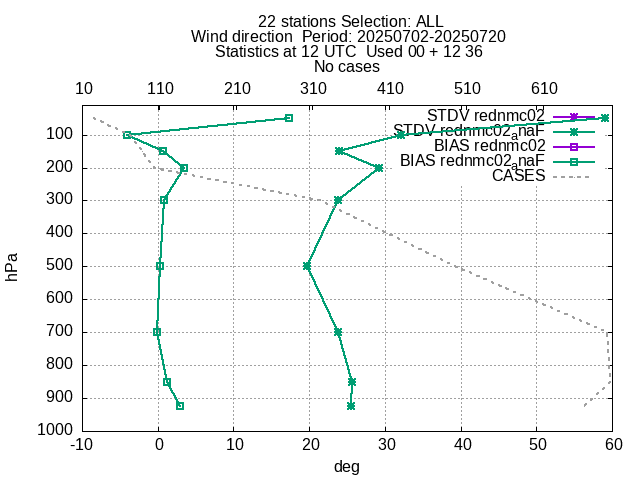 22 stations Selection: ALL
Wind direction  Period: 20250702-20250720
Statistics at 12 UTC  Used 00 + 12 36
No cases
10 110 210 310 410 510 610
STDV rednmc02
STDV rednmc02anaF
BIAS rednmc02
BIAS rednmc02anaF
CASES
100
200
300
400
500
600
700
800
900
1000
hPa
-10 0 10 20 30 40 50 60
deg